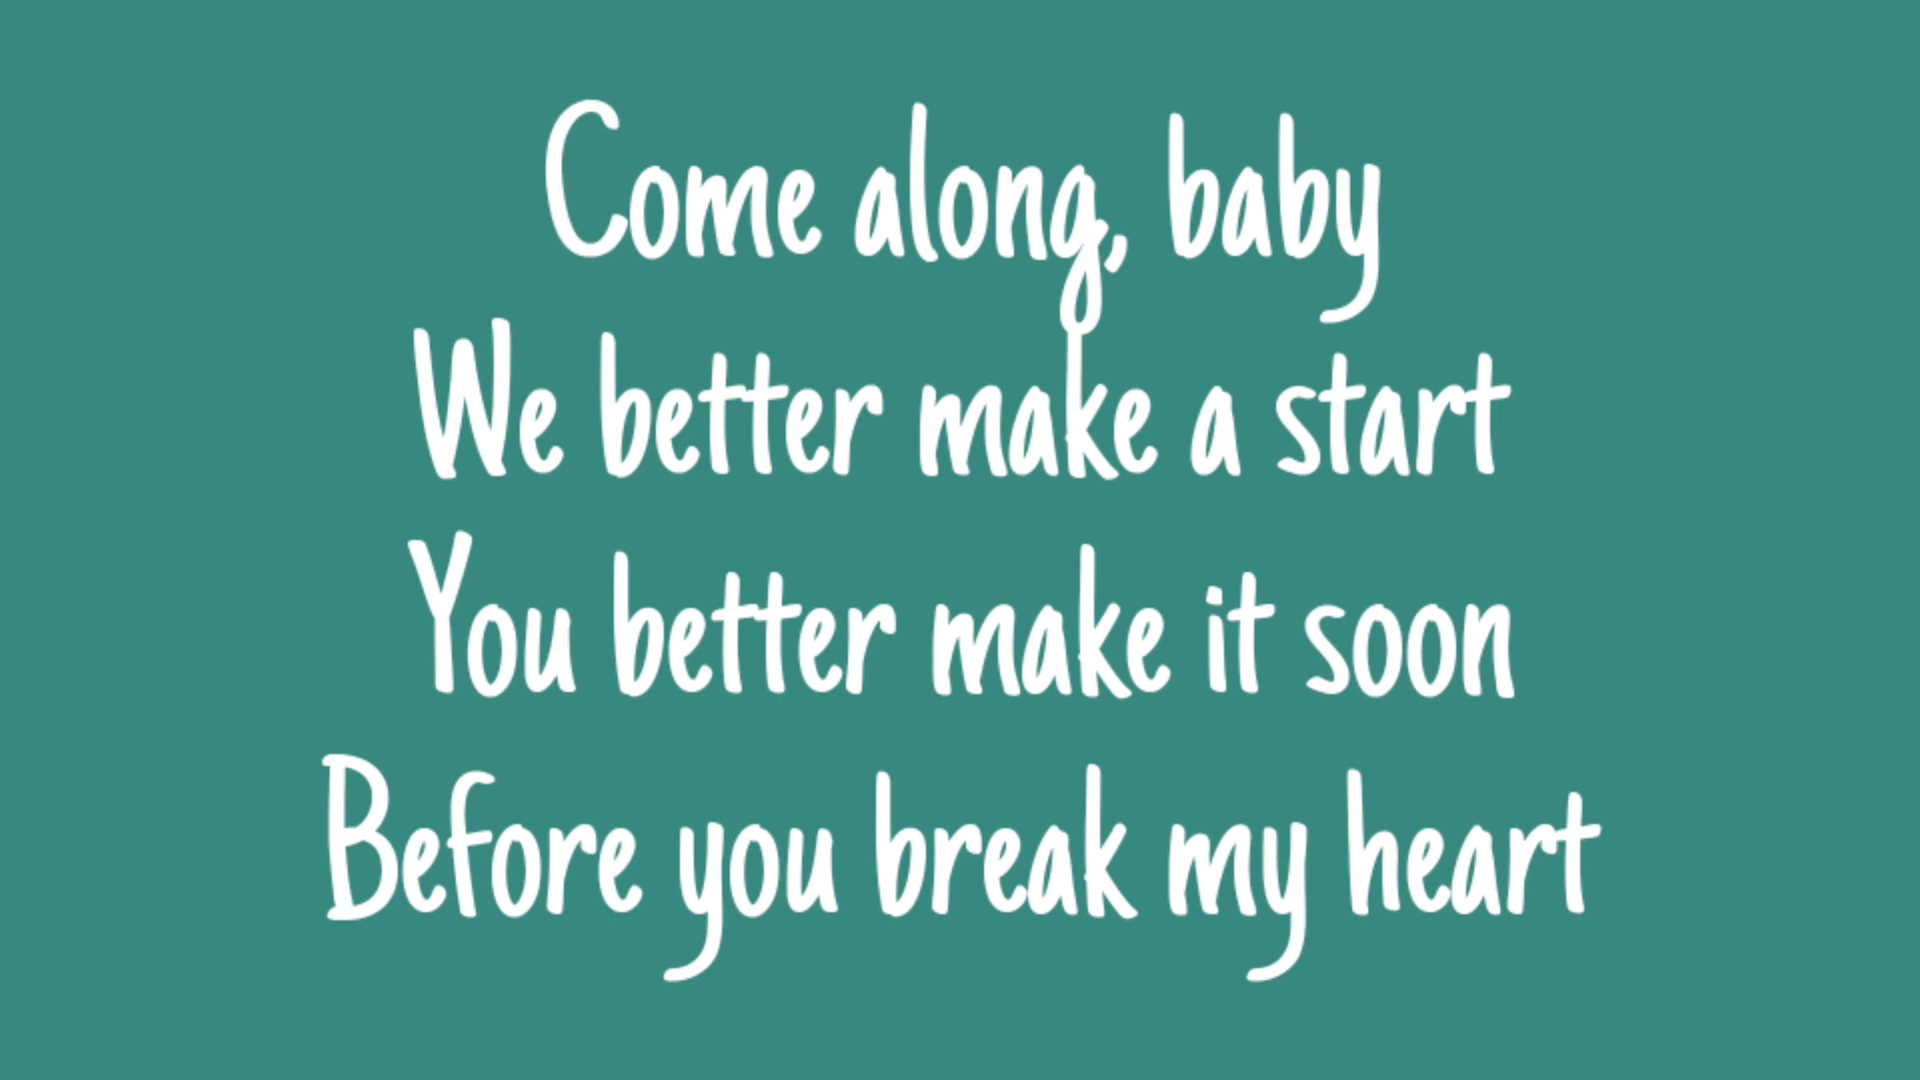 Come along, baby
We better make a start
You better make it soon
Before you break my heart